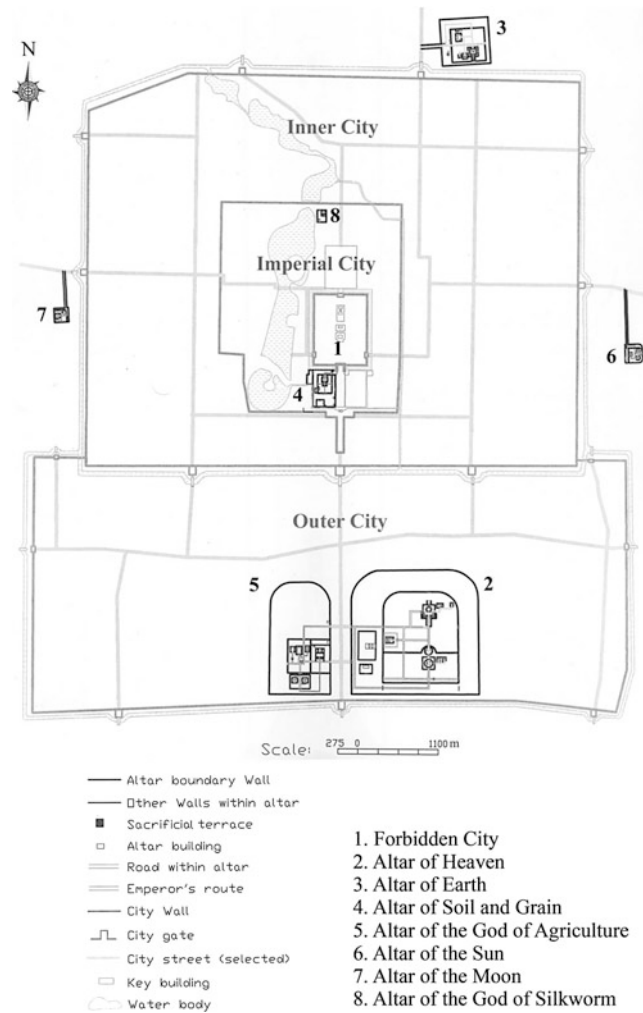 3
N
Inner City
8
Imperial City
7
1
6
4
Outer City
5
2
Scale: 275 0 1100 m
Altar boundary Wall
Other Walls within altar
Sacrificial terrace
Altar building
Road within altar
Emperor's route
City Wall
City gate
City street (selected)
Key building
Water body
1. Forbidden City
2. Altar of Heaven
3. Altar of Earth
4. Altar of Soil and Grain
5. Altar of the God of Agriculture
6. Altar of the Sun
7. Altar of the Moon
8. Altar of the God of Silkworm